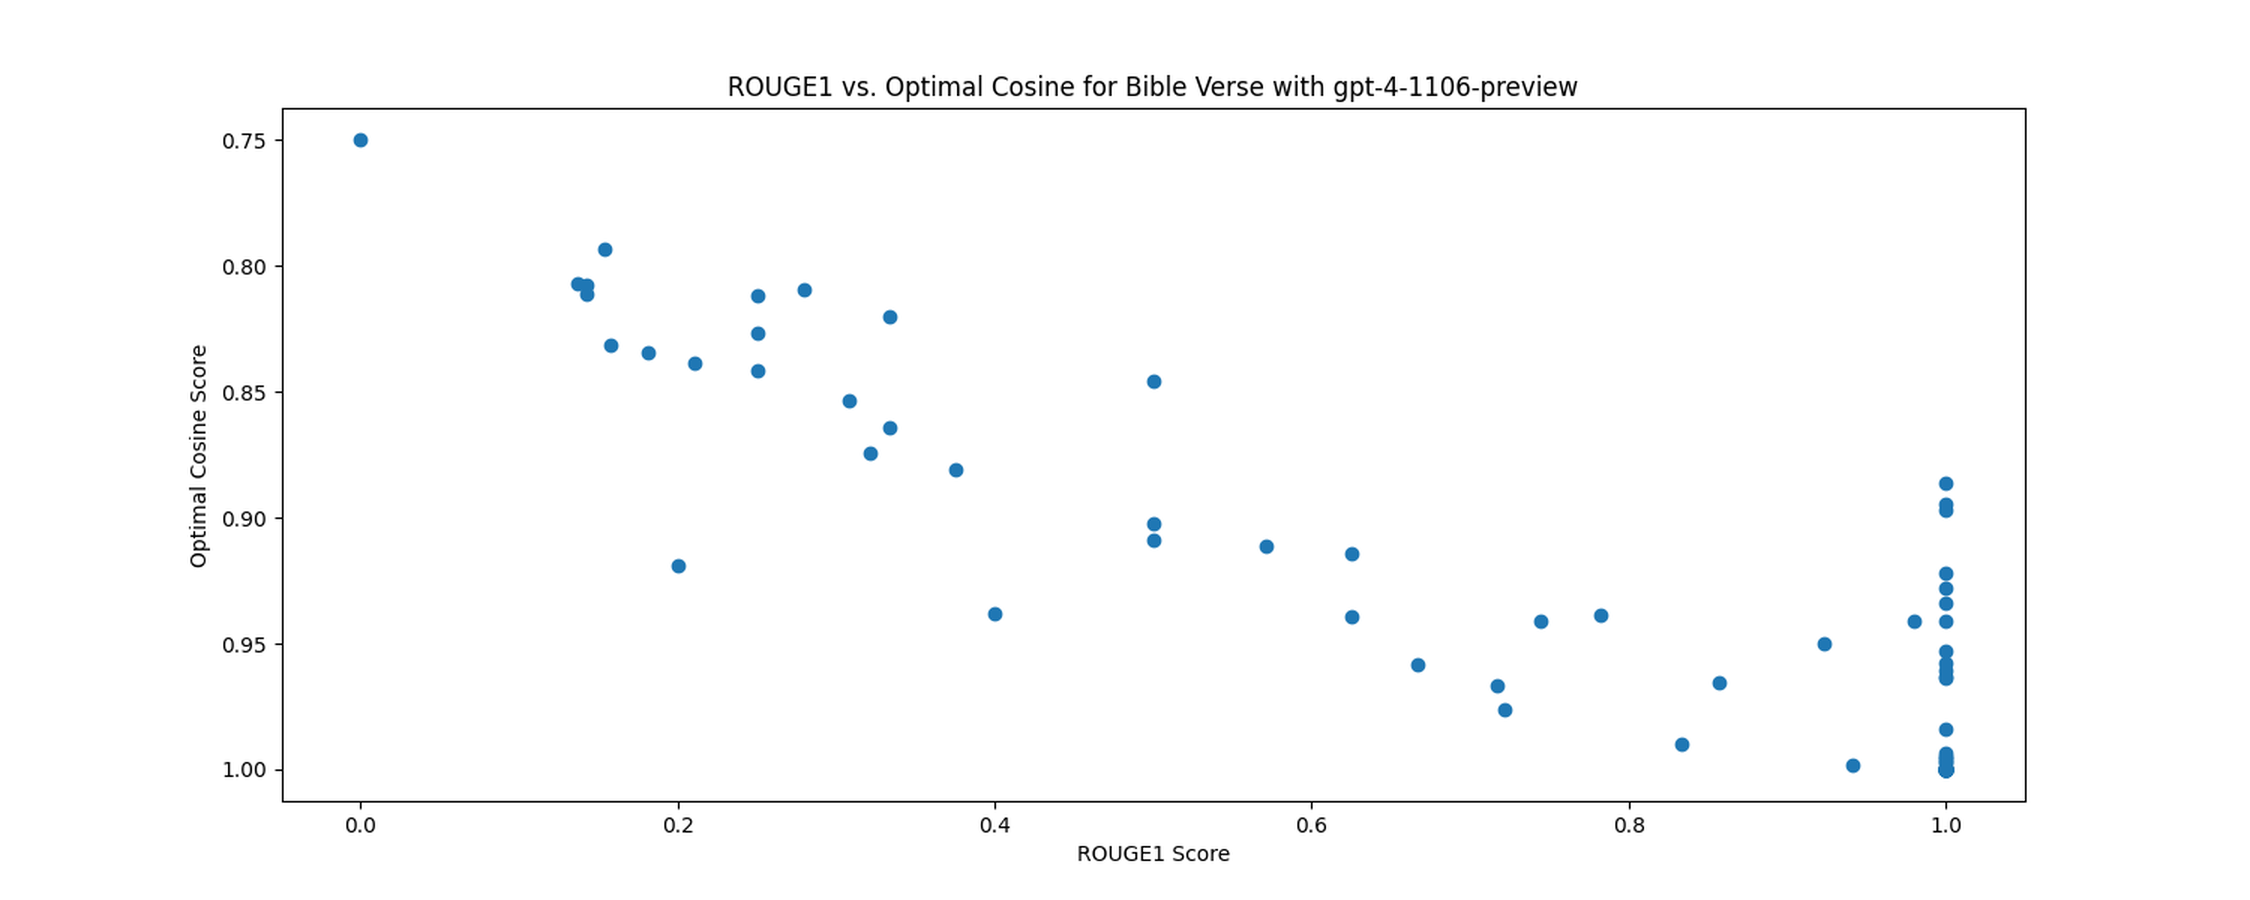 ROUGE1 vs. Optimal Cosine for Bible Verse with gpt-4-1106-preview
Optimal Cosine Score
0.75
0.80
0.85
0.90
0.95
1.00
0.0 0.2 0.4 0.6 0.8 1.0
ROUGE1 Score